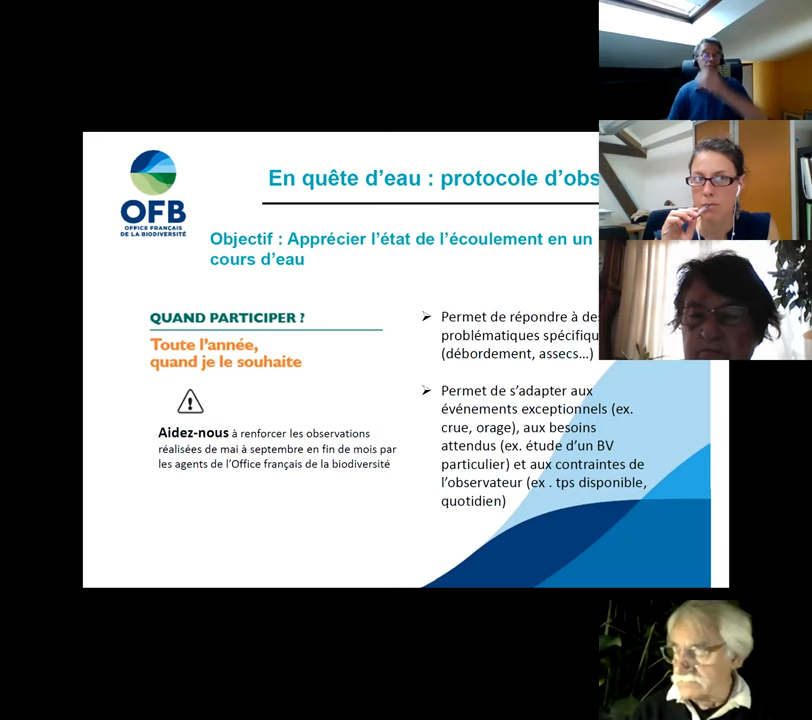 OFB
OFFICE FRANÇAIS
DE LA BIODIVERSITÉ
En quête d'eau : protocole d'obs
Objectif : Apprécier l'état de l'écoulement en un
cours d'eau
QUAND PARTICIPER ?
Toute l'année,
quand je le souhaite
Aidez-nous à renforcer les observations
réalisées de mai à septembre en fin de mois par
les agents de l'Office français de la biodiversité
Permet de répondre à des
problématiques spécifiqu
(débordement, assecs…)
Permet de s'adapter aux
événements exceptionnels (ex.
crue, orage), aux besoins
attendus (ex. étude d'un BV
particulier) et aux contraintes de
l'observateur (ex . tps disponible,
quotidien)